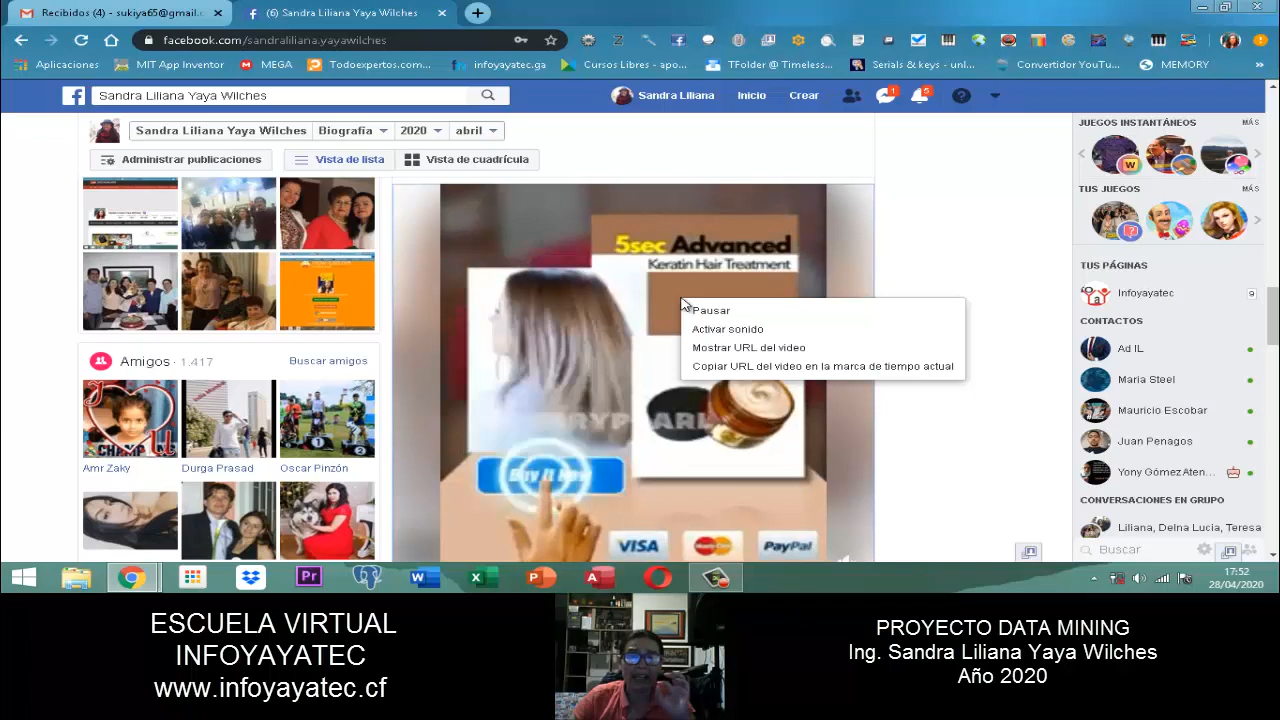 Recibidos (4) - sukiya65@gmail.c
(6) Sandra Liliana Yaya Wilches
facebook.com/sandraliliana.yayawilches
Aplicaciones
MIT App Inventor
MEGA
Todoexpertos.com...
infoyayatec.ga
Cursos Libres - apo...
TFolder @ Timeless...
Serials & keys - unl...
Convertidor YouTu...
MEMORY
Sandra Liliana Yaya Wilches
Sandra Liliana
Inicio
Crear
1
5
Sandra Liliana Yaya Wilches
Biografía
2020
abril
Administrar publicaciones
Vista de lista
Vista de cuadrícula
Amigos · 1.417
Buscar amigos
Amr Zaky
Durga Prasad
Oscar Pinzón
5sec Advanced
Keratin Hair Treatment
Pausar
Activar sonido
Mostrar URL del video
Copiar URL del video en la marca de tiempo actual
Buy It Now
VISA
MasterCard
PayPal
JUEGOS INSTANTÁNEOS
MÁS
TUS JUEGOS
MÁS
TUS PÁGINAS
Infoyayatec
9
CONTACTOS
Ad IL
Maria Steel
Mauricio Escobar
Juan Penagos
Yony Gómez Aten...
CONVERSACIONES EN GRUPO
Liliana, Delna Lucia, Teresa
Buscar
17:52
28/04/2020
ESCUELA VIRTUAL
INFOYAYATEC
www.infoyayatec.cf
PROYECTO DATA MINING
Ing. Sandra Liliana Yaya Wilches
Año 2020